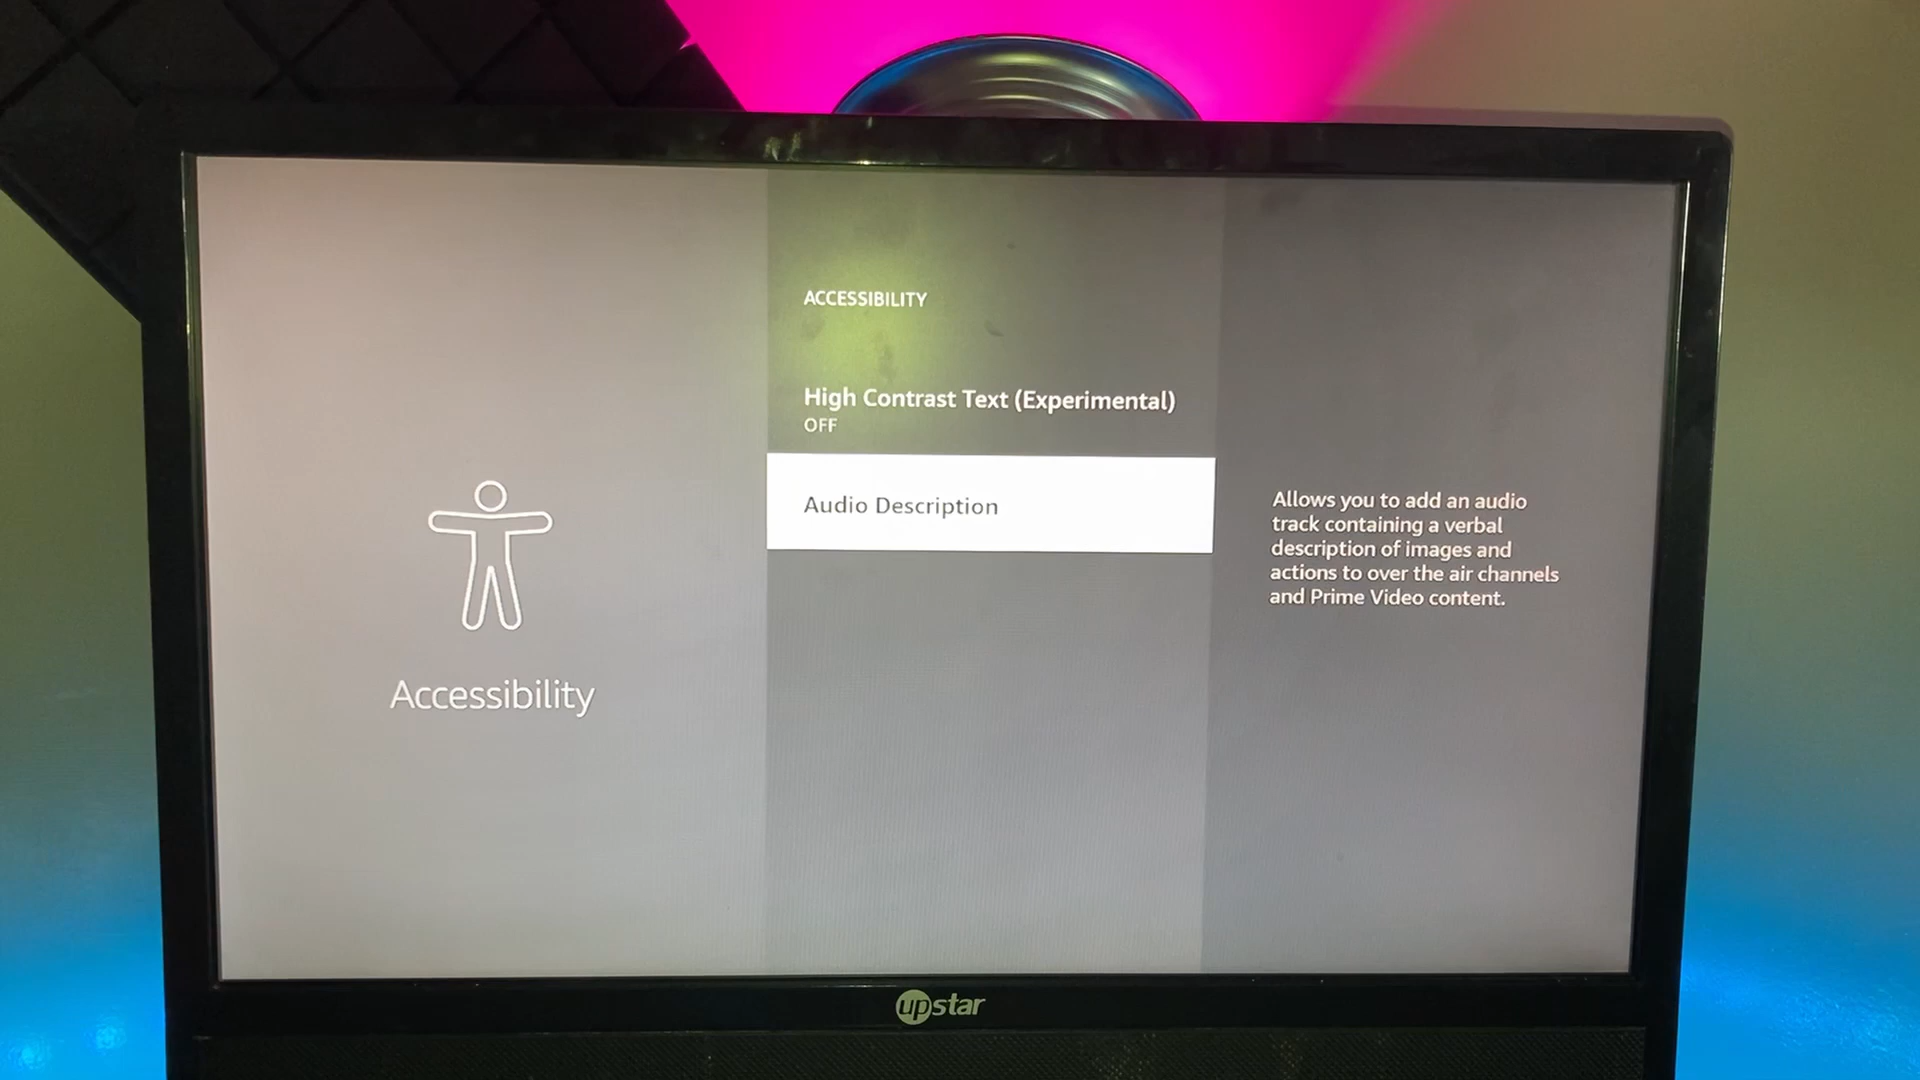 ACCESSIBILITY
High Contrast Text (Experimental)
OFF
Audio Description
Accessibility
Allows you to add an audio
track containing a verbal
description of images and
actions to over the air channels
and Prime Video content.
upstar